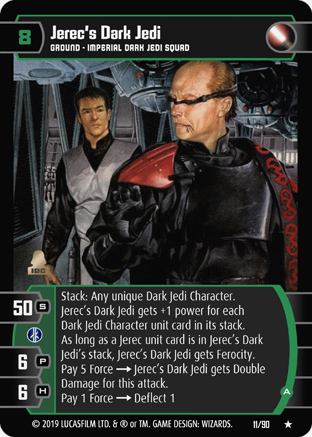 8
Jerec's Dark Jedi
GROUND - IMPERIAL DARK JEDI SQUAD
IDC
50 S
6 P
6 H
Stack: Any unique Dark Jedi Character.
Jerec's Dark Jedi gets +1 power for each
Dark Jedi Character unit card in its stack.
As long as a Jerec unit card is in Jerec's Dark
Jedi's stack, Jerec's Dark Jedi gets Ferocity.
Pay 5 Force → Jerec's Dark Jedi gets Double
Damage for this attack.
Pay 1 Force → Deflect 1
A
© 2019 LUCASFILM LTD. & ® or TM. GAME DESIGN: WIZARDS. 11/90 ★